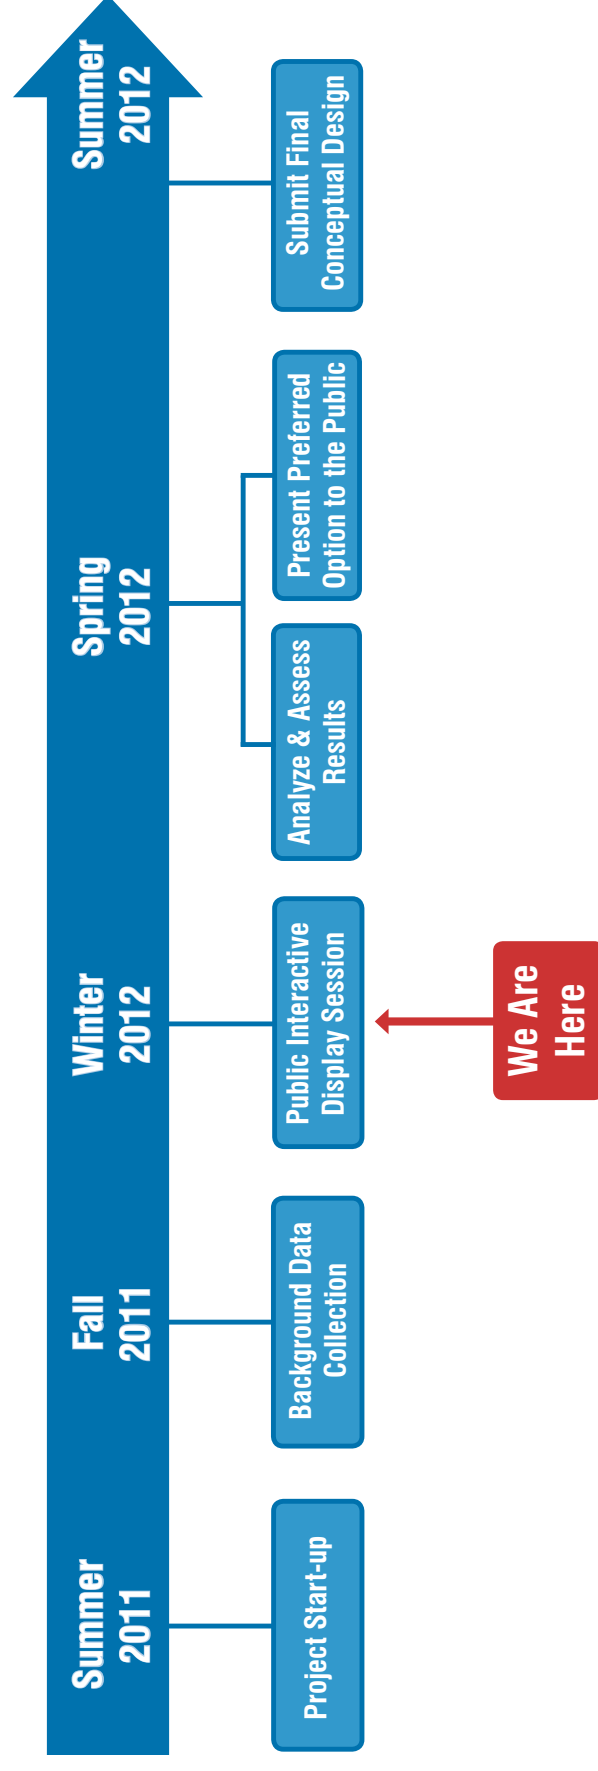 Summer
2011
Fall
2011
Winter
2012
Spring
2012
Summer
2012
Project Start-up
Background Data
Collection
Public Interactive
Display Session
Analyze & Assess
Results
Present Preferred
Option to the Public
Submit Final
Conceptual Design
We Are
Here